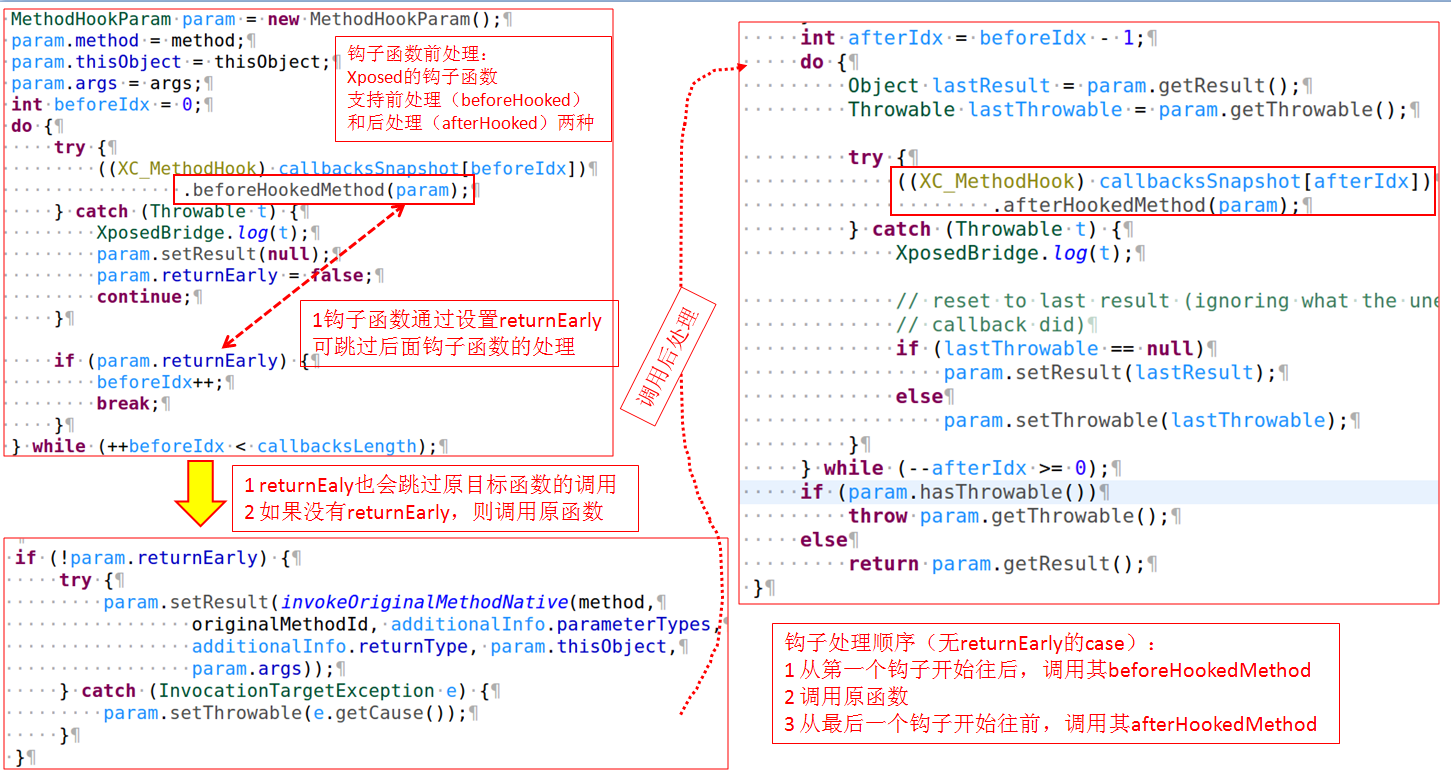 MethodHookParam param = new MethodHookParam();¶
param.method = method;¶
param.thisObject = thisObject;¶
param.args = args;¶
int beforeIdx = 0;¶
do {¶
try {¶
((XC_MethodHook) callbacksSnapshot[beforeIdx])¶
.beforeHookedMethod(param);¶
} catch (Throwable t) {¶
XposedBridge.log(t);¶
param.setResult(null);¶
param.returnEarly = false;¶
continue;¶
}¶
if (param.returnEarly) {¶
beforeIdx++;¶
break;¶
}¶
} while (++beforeIdx < callbacksLength);¶
钩子函数前处理：
Xposed的钩子函数
支持前处理（beforeHooked）
和后处理（afterHooked）两种
1钩子函数通过设置returnEarly
可跳过后面钩子函数的处理
1 returnEaly也会跳过原目标函数的调用
2 如果没有returnEarly，则调用原函数
if (!param.returnEarly) {¶
try {¶
param.setResult(invokeOriginalMethodNative(method,¶
originalMethodId, additionalInfo.parameterTypes,
additionalInfo.returnType, param.thisObject,¶
param.args));¶
} catch (InvocationTargetException e) {¶
param.setThrowable(e.getCause());¶
}¶
}¶
调用后处理
int afterIdx = beforeIdx - 1;¶
do {¶
Object lastResult = param.getResult();¶
Throwable lastThrowable = param.getThrowable();¶
try {¶
((XC_MethodHook) callbacksSnapshot[afterIdx])
.afterHookedMethod(param);¶
} catch (Throwable t) {¶
XposedBridge.log(t);¶
// reset to last result (ignoring what the une
// callback did)¶
if (lastThrowable == null)¶
param.setResult(lastResult);¶
else¶
param.setThrowable(lastThrowable);¶
}¶
} while (--afterIdx >= 0);¶
if (param.hasThrowable())¶
throw param.getThrowable();¶
else¶
return param.getResult();¶
}¶
钩子处理顺序（无returnEarly的case）：
1 从第一个钩子开始往后，调用其beforeHookedMethod
2 调用原函数
3 从最后一个钩子开始往前，调用其afterHookedMethod